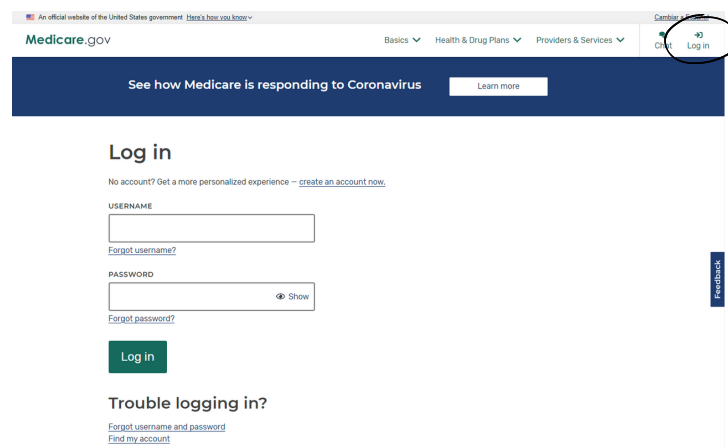 An official website of the United States government Here's how you know
Cambiar a Español
Medicare.gov
Basics Health & Drug Plans Providers & Services Chat Log in
See how Medicare is responding to Coronavirus Learn more
Log in
No account? Get a more personalized experience — create an account now.
USERNAME
Forgot username?
PASSWORD
Show
Forgot password?
Log in
Feedback
Trouble logging in?
Forgot username and password
Find my account